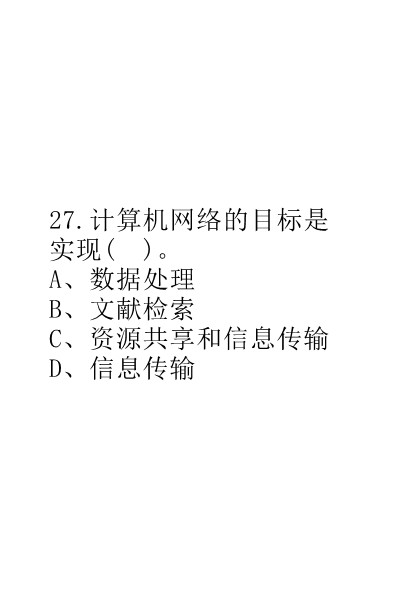 27.计算机网络的目标是
实现(  )。
A、数据处理
B、文献检索
C、资源共享和信息传输
D、信息传输